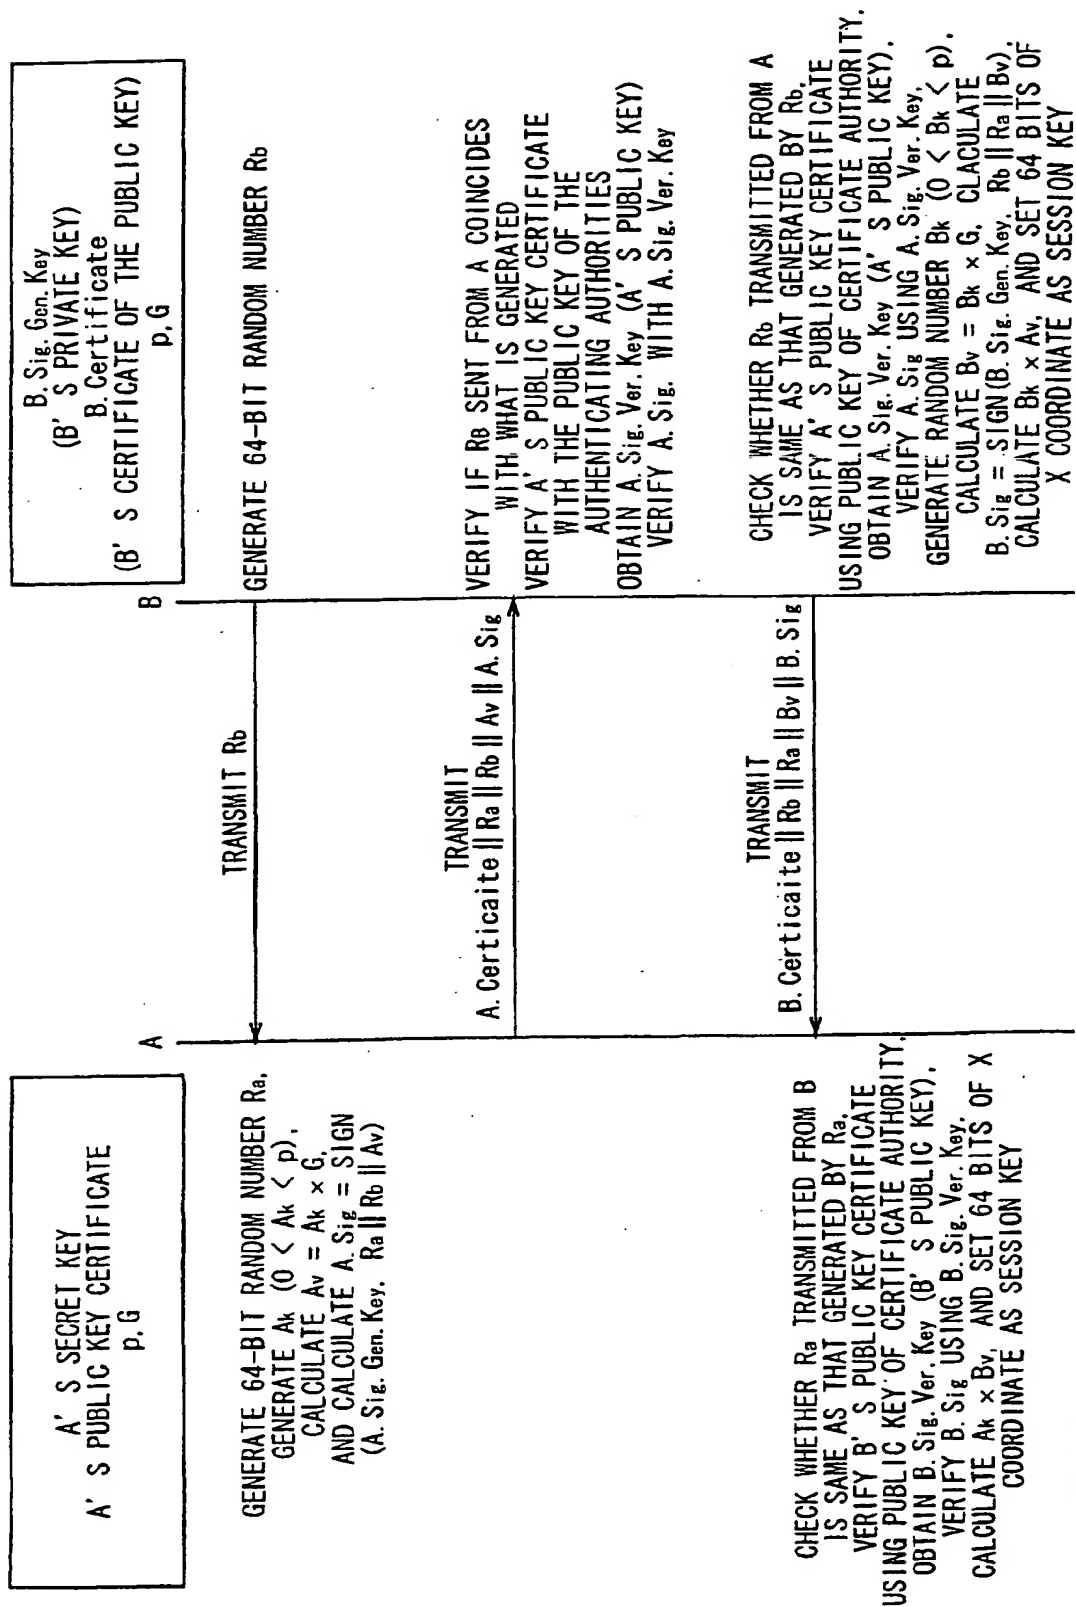 A' S SECRET KEY
A' S PUBLIC KEY CERTIFICATE
p, G
B. Sig. Gen. Key
(B' S PRIVATE KEY)
B. Certificate
(B' S CERTIFICATE OF THE PUBLIC KEY)
p, G
A
B
GENERATE 64-BIT RANDOM NUMBER Rb
TRANSMIT Rb
GENERATE 64-BIT RANDOM NUMBER Ra,
GENERATE Ak (0 < Ak < p),
CALCULATE Av = Ak × G,
AND CALCULATE A. Sig = SIGN
(A. Sig. Gen. Key, Ra || Rb || Av)
TRANSMIT
A. Certicaite || Ra || Rb || Av || A. Sig
VERIFY IF RB SENT FROM A COINCIDES
WITH WHAT IS GENERATED
VERIFY A' S PUBLIC KEY CERTIFICATE
WITH THE PUBLIC KEY OF THE
AUTHENTICATING AUTHORITIES
OBTAIN A. Sig. Ver. Key (A' S PUBLIC KEY)
VERIFY A. Sig. WITH A. Sig. Ver. Key
CHECK WHETHER Rb TRANSMITTED FROM A
IS SAME AS THAT GENERATED BY Rb,
VERIFY A' S PUBLIC KEY CERTIFICATE
USING PUBLIC KEY OF CERTIFICATE AUTHORITY,
OBTAIN A. Sig. Ver. Key (A' S PUBLIC KEY),
VERIFY A. Sig USING A. Sig. Ver. Key,
GENERATE RANDOM NUMBER Bk (0 < Bk < p),
CALCULATE Bv = Bk × G, CLACULATE
B. Sig = SIGN (B. Sig. Gen. Key, Rb || Ra || Bv),
CALCULATE Bk × Av, AND SET 64 BITS OF
X COORDINATE AS SESSION KEY
TRANSMIT
B. Certicaite || Rb || Ra || Bv || B. Sig
CHECK WHETHER Ra TRANSMITTED FROM B
IS SAME AS THAT GENERATED BY Ra,
VERIFY B' S PUBLIC KEY CERTIFICATE
USING PUBLIC KEY OF CERTIFICATE AUTHORITY,
OBTAIN B. Sig. Ver. Key (B' S PUBLIC KEY),
VERIFY B. Sig USING B. Sig. Ver. Key,
CALCULATE Ak × Bv, AND SET 64 BITS OF X
COORDINATE AS SESSION KEY